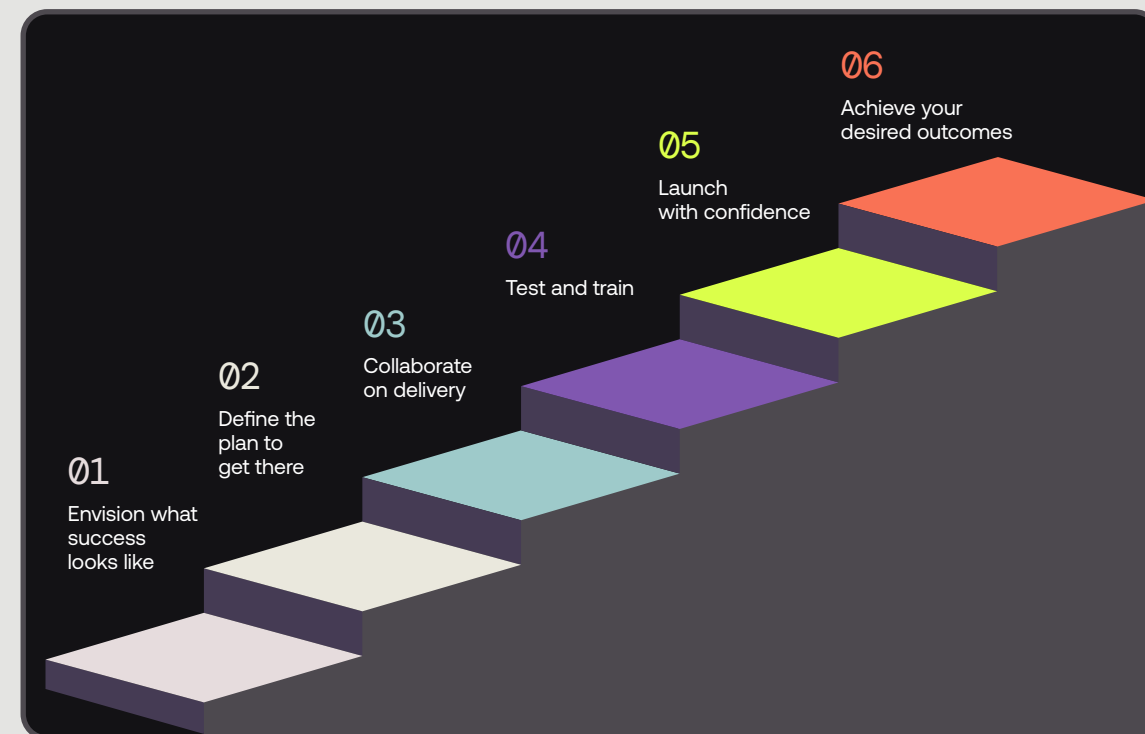 01
Envision what
success
looks like
02
Define the
plan to
get there
03
Collaborate
on delivery
04
Test and train
05
Launch
with confidence
06
Achieve your
desired outcomes